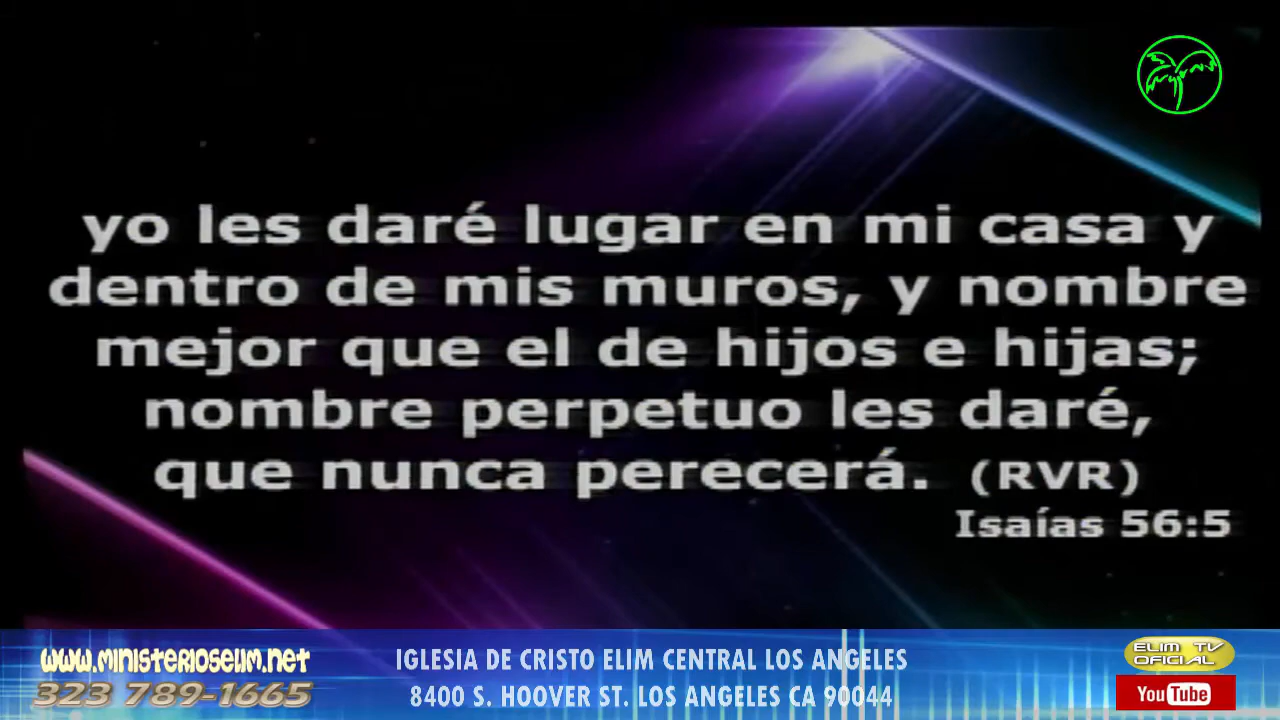 yo les daré lugar en mi casa y
dentro de mis muros, y nombre
mejor que el de hijos e hijas;
nombre perpetuo les daré,
que nunca perecerá. (RVR)
Isaías 56:5
www.ministerioselim.net
323 789-1665
IGLESIA DE CRISTO ELIM CENTRAL LOS ANGELES
8400 S. HOOVER ST. LOS ANGELES CA 90044
ELIM TV
OFICIAL
YouTube